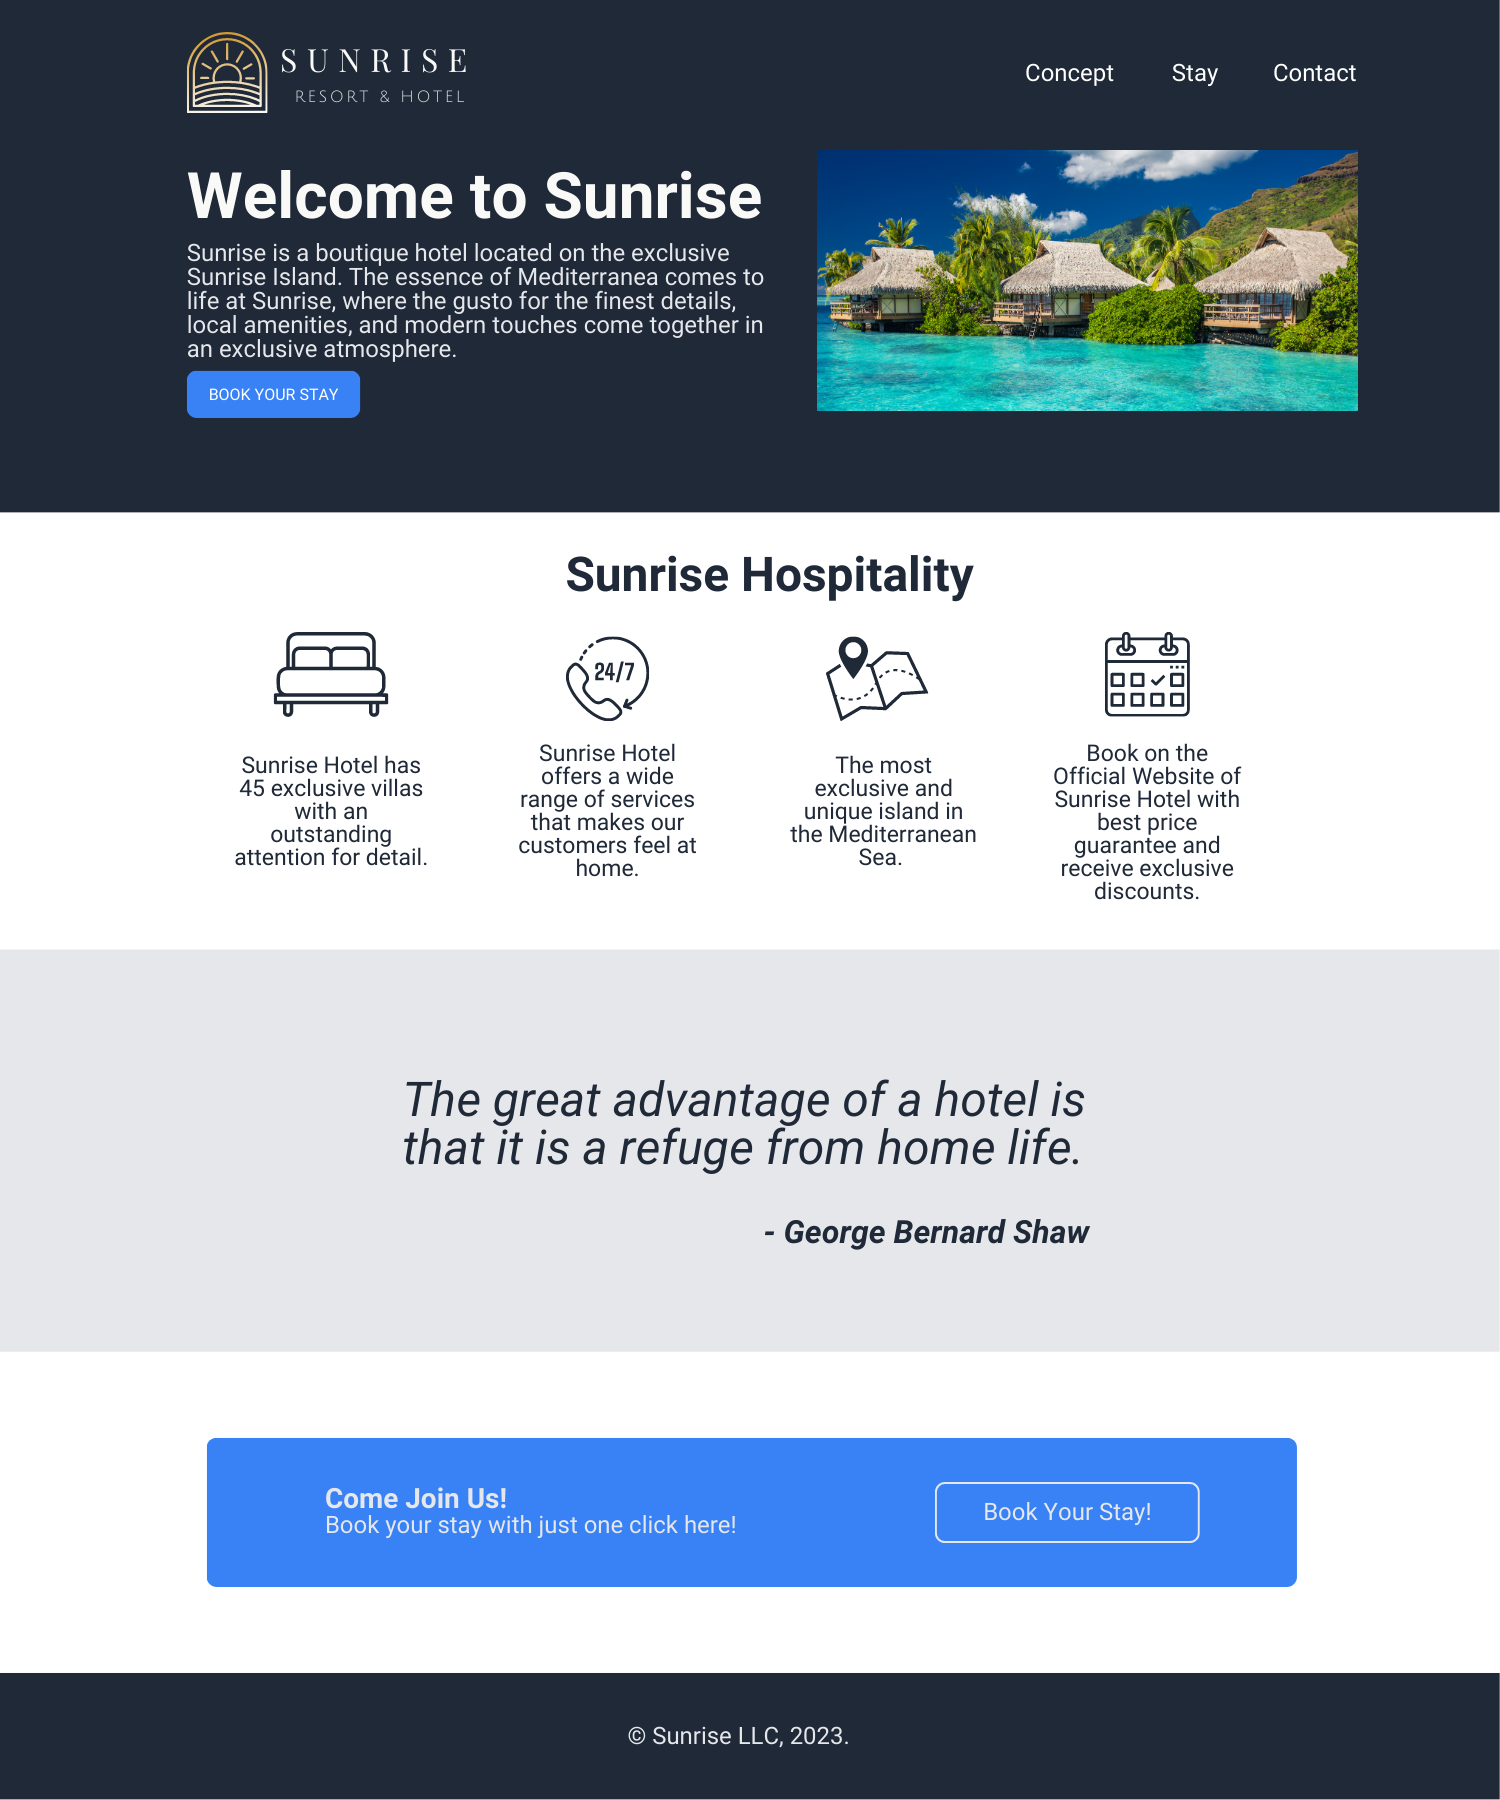 SUNRISE
RESORT & HOTEL
Concept
Stay
Contact
Welcome to Sunrise
Sunrise is a boutique hotel located on the exclusive
Sunrise Island. The essence of Mediterranea comes to
life at Sunrise, where the gusto for the finest details,
local amenities, and modern touches come together in
an exclusive atmosphere.
BOOK YOUR STAY
Sunrise Hospitality
Sunrise Hotel has
45 exclusive villas
with an
outstanding
attention for detail.
24/7
Sunrise Hotel
offers a wide
range of services
that makes our
customers feel at
home.
The most
exclusive and
unique island in
the Mediterranean
Sea.
Book on the
Official Website of
Sunrise Hotel with
best price
guarantee and
receive exclusive
discounts.
The great advantage of a hotel is
that it is a refuge from home life.
- George Bernard Shaw
Come Join Us!
Book your stay with just one click here!
Book Your Stay!
© Sunrise LLC, 2023.